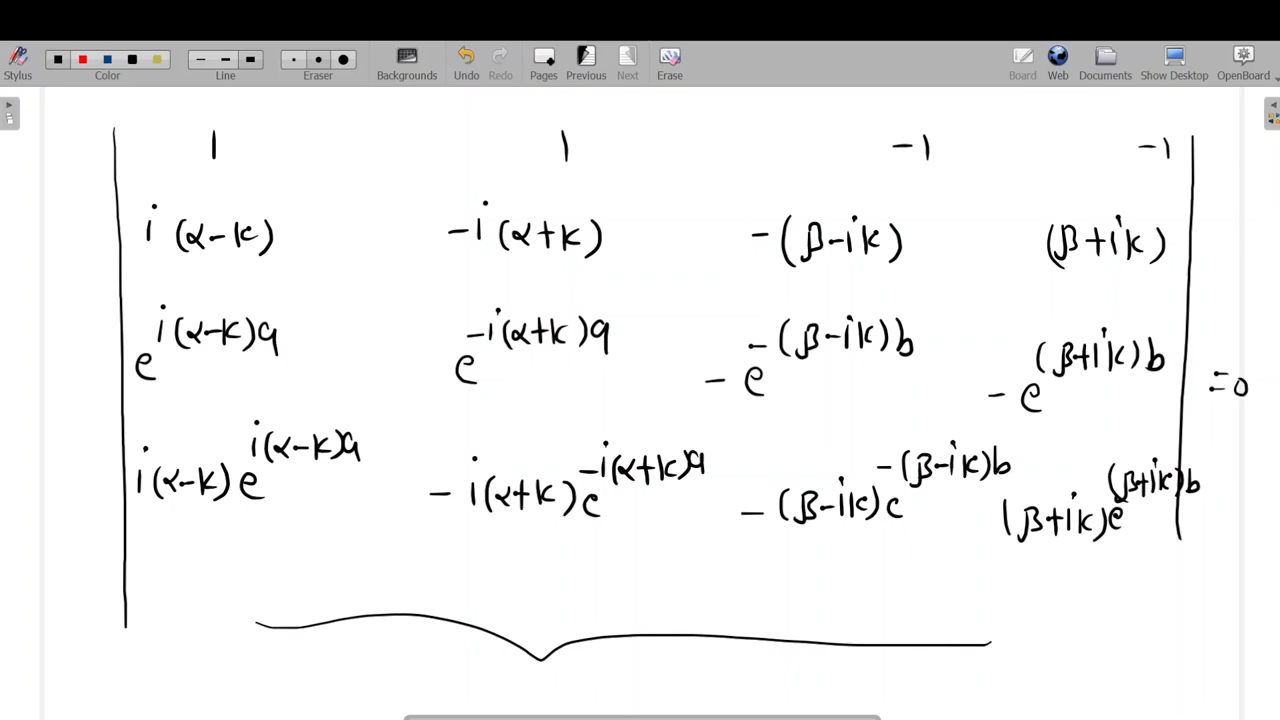 Stylus Color Line Eraser Backgrounds Undo Redo Pages Previous Next Erase Board Web Documents Show Desktop OpenBoard
1 1 -1 -1
i(α-k) -i(α+k) -(β-ik) (β+ik)
e^{i(α-k)a} e^{-i(α+k)a} -e^{-(β-ik)b} -e^{(β+ik)b} =0
i(α-k)e^{i(α-k)a} -i(α+k)e^{-i(α+k)a} -(β-ik)e^{-(β-ik)b} (β+ik)e^{(β+ik)b}